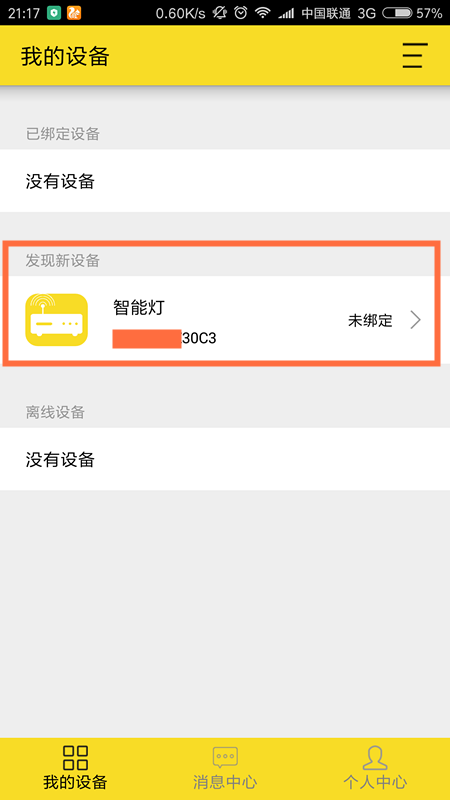 21:17 0.60K/s 中国联通 3G 57%
我的设备
已绑定设备
没有设备
发现新设备
智能灯
30C3
未绑定
离线设备
没有设备
我的设备 消息中心 个人中心